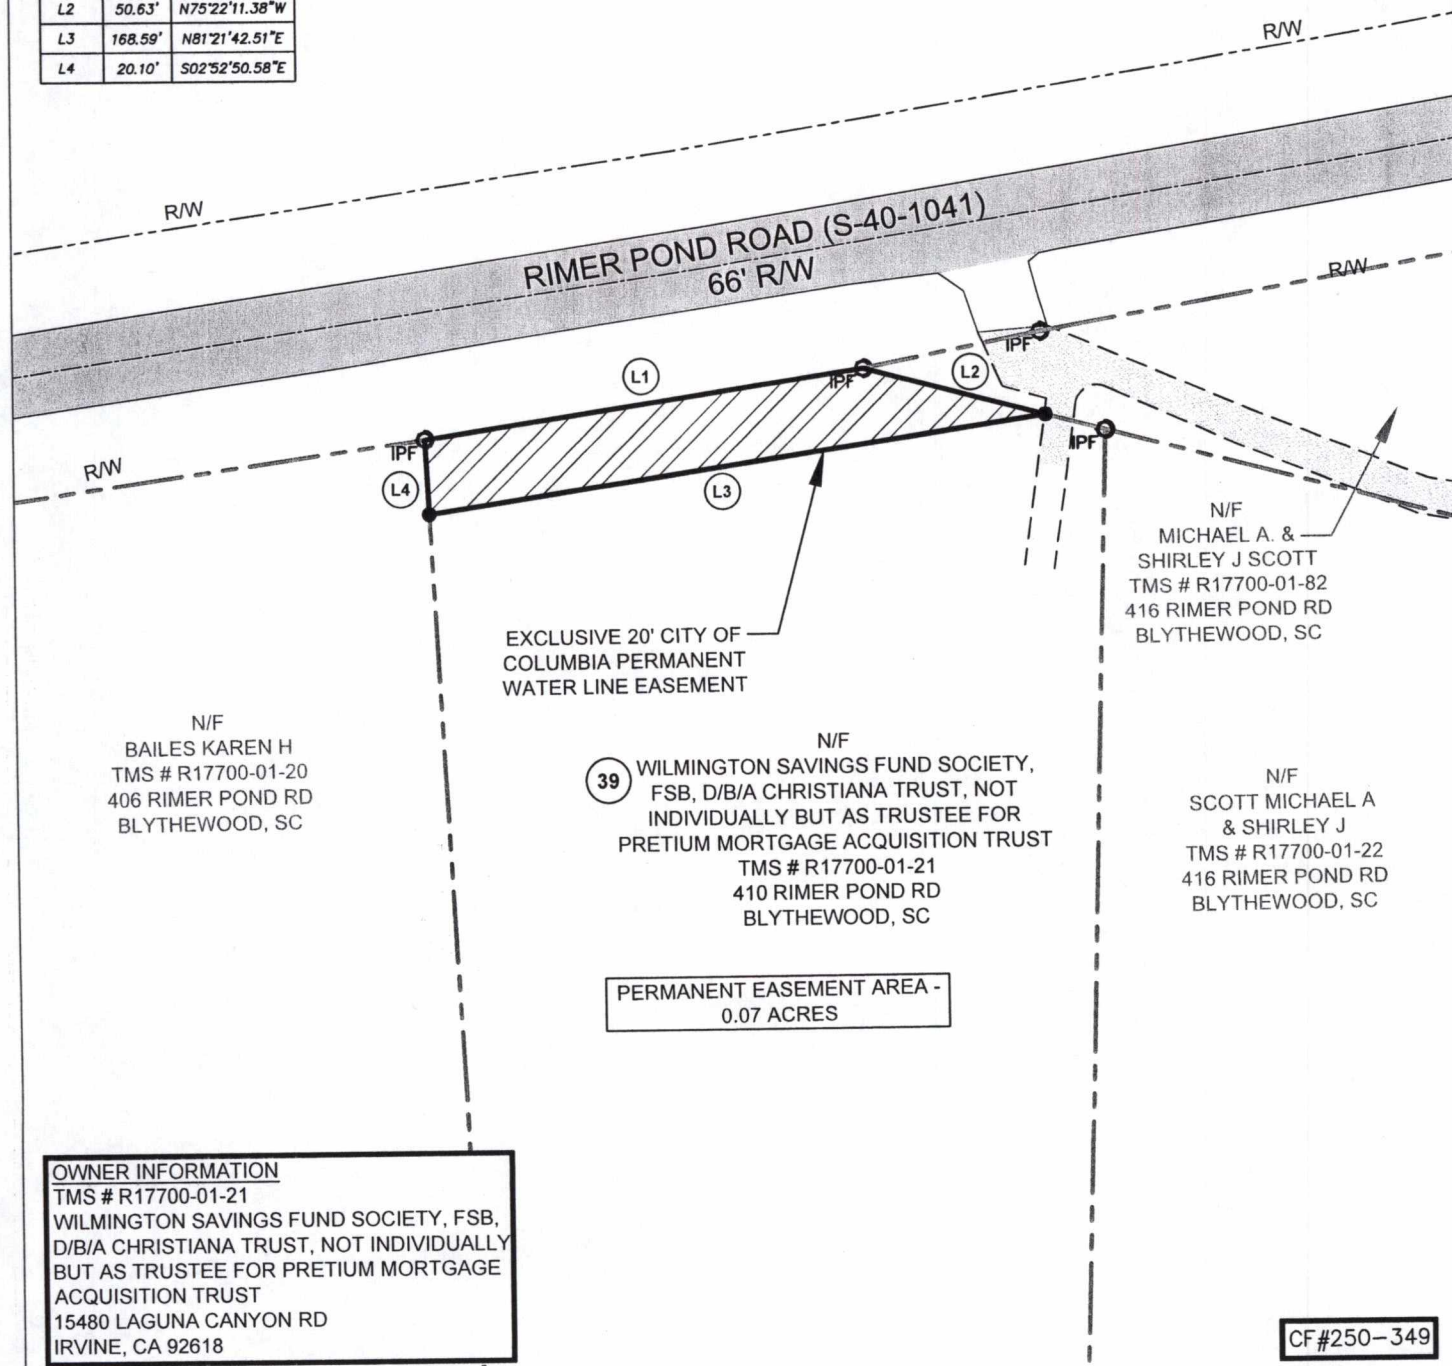 L2 50.63' N75°22'11.38"W
L3 168.59' N81°21'42.51"E
L4 20.10' S02°52'50.58"E
R/W
R/W
RIMER POND ROAD (S-40-1041)
66' R/W
R/W
IPF
L1
IPF
L2
IPF
IPF
R/W
L4
L3
N/F
MICHAEL A. &
SHIRLEY J SCOTT
TMS # R17700-01-82
416 RIMER POND RD
BLYTHEWOOD, SC
EXCLUSIVE 20' CITY OF
COLUMBIA PERMANENT
WATER LINE EASEMENT
N/F
BAILES KAREN H
TMS # R17700-01-20
406 RIMER POND RD
BLYTHEWOOD, SC
N/F
39 WILMINGTON SAVINGS FUND SOCIETY,
FSB, D/B/A CHRISTIANA TRUST, NOT
INDIVIDUALLY BUT AS TRUSTEE FOR
PRETIUM MORTGAGE ACQUISITION TRUST
TMS # R17700-01-21
410 RIMER POND RD
BLYTHEWOOD, SC
N/F
SCOTT MICHAEL A
& SHIRLEY J
TMS # R17700-01-22
416 RIMER POND RD
BLYTHEWOOD, SC
PERMANENT EASEMENT AREA -
0.07 ACRES
OWNER INFORMATION
TMS # R17700-01-21
WILMINGTON SAVINGS FUND SOCIETY, FSB,
D/B/A CHRISTIANA TRUST, NOT INDIVIDUALLY
BUT AS TRUSTEE FOR PRETIUM MORTGAGE
ACQUISITION TRUST
15480 LAGUNA CANYON RD
IRVINE, CA 92618
CF#250-349